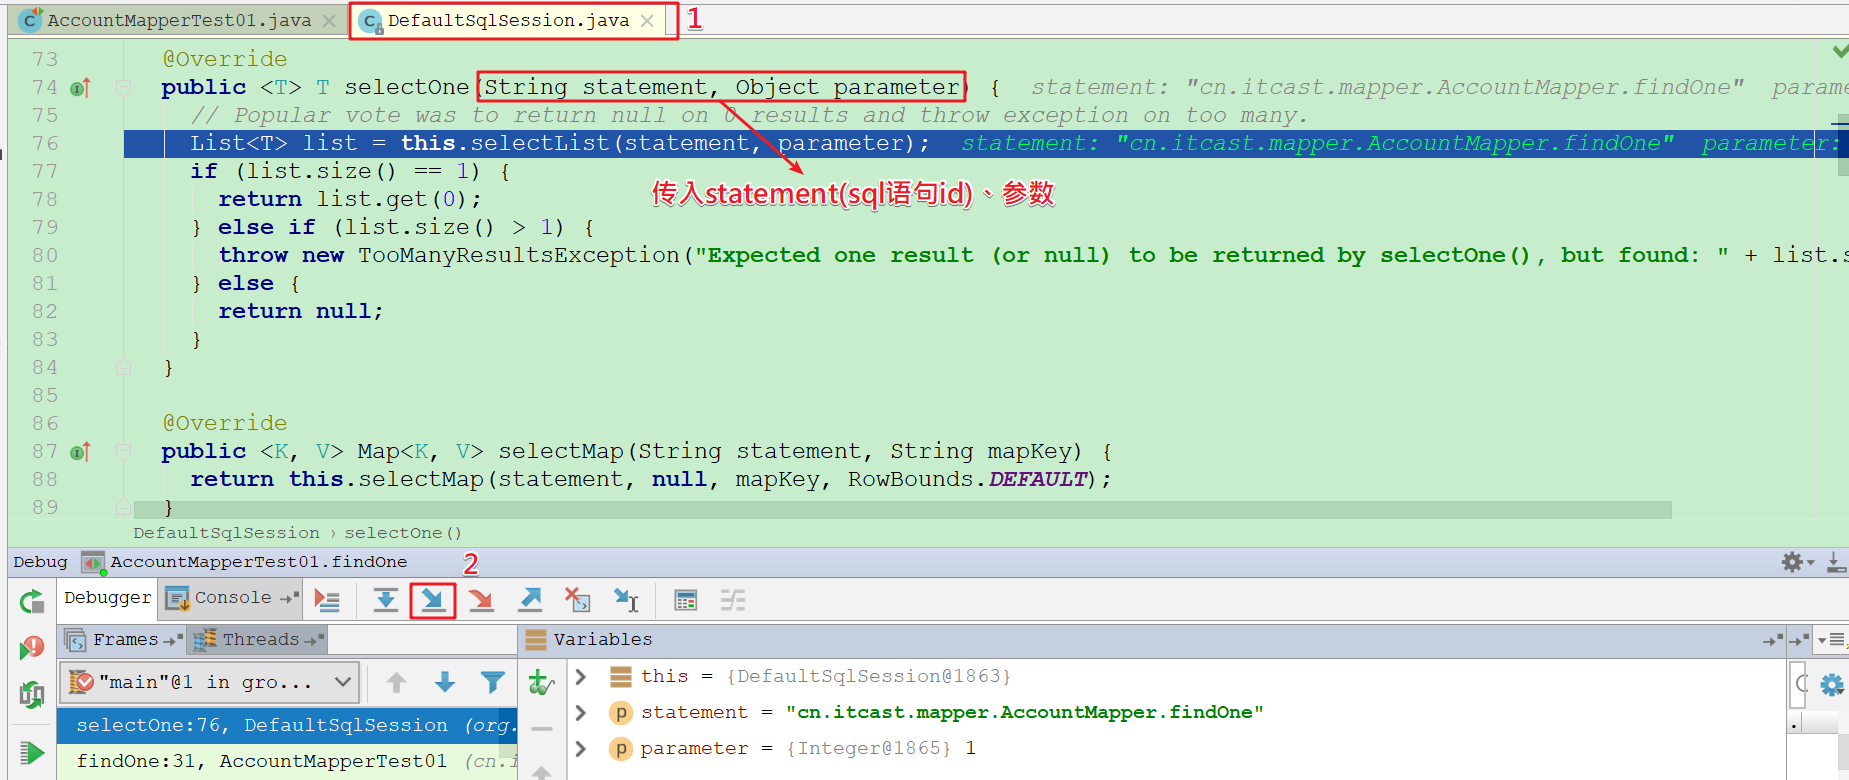 AccountMapperTest01.java
DefaultSqlSession.java
1
73 @Override
74 public <T> T selectOne(String statement, Object parameter) { statement: "cn.itcast.mapper.AccountMapper.findOne" parame
75 // Popular vote was to return null on 0 results and throw exception on too many.
76 List<T> list = this.selectList(statement, parameter); statement: "cn.itcast.mapper.AccountMapper.findOne" parameter:
77 if (list.size() == 1) {
传入statement(sql语句id)、参数
78 return list.get(0);
79 } else if (list.size() > 1) {
80 throw new TooManyResultsException("Expected one result (or null) to be returned by selectOne(), but found: " + list.s
81 } else {
82 return null;
83 }
84 }
85
86 @Override
87 public <K, V> Map<K, V> selectMap(String statement, String mapKey) {
88 return this.selectMap(statement, null, mapKey, RowBounds.DEFAULT);
89 }
DefaultSqlSession › selectOne()
Debug AccountMapperTest01.findOne
2
Debugger Console
Frames Threads Variables
"main"@1 in gro...
this = {DefaultSqlSession@1863}
statement = "cn.itcast.mapper.AccountMapper.findOne"
parameter = {Integer@1865} 1
selectOne:76, DefaultSqlSession (org.
findOne:31, AccountMapperTest01 (cn.i